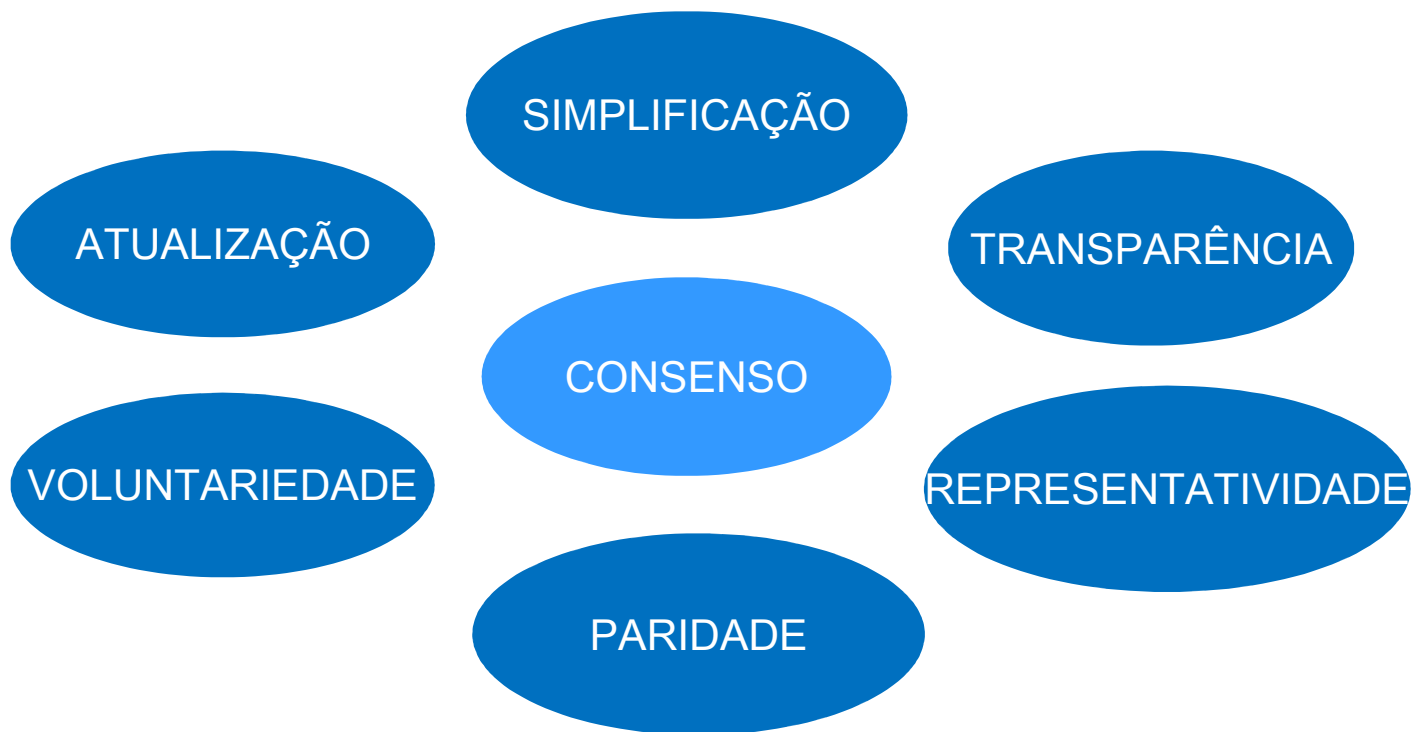 SIMPLIFICAÇÃO
ATUALIZAÇÃO
TRANSPARÊNCIA
CONSENSO
VOLUNTARIEDADE
REPRESENTATIVIDADE
PARIDADE